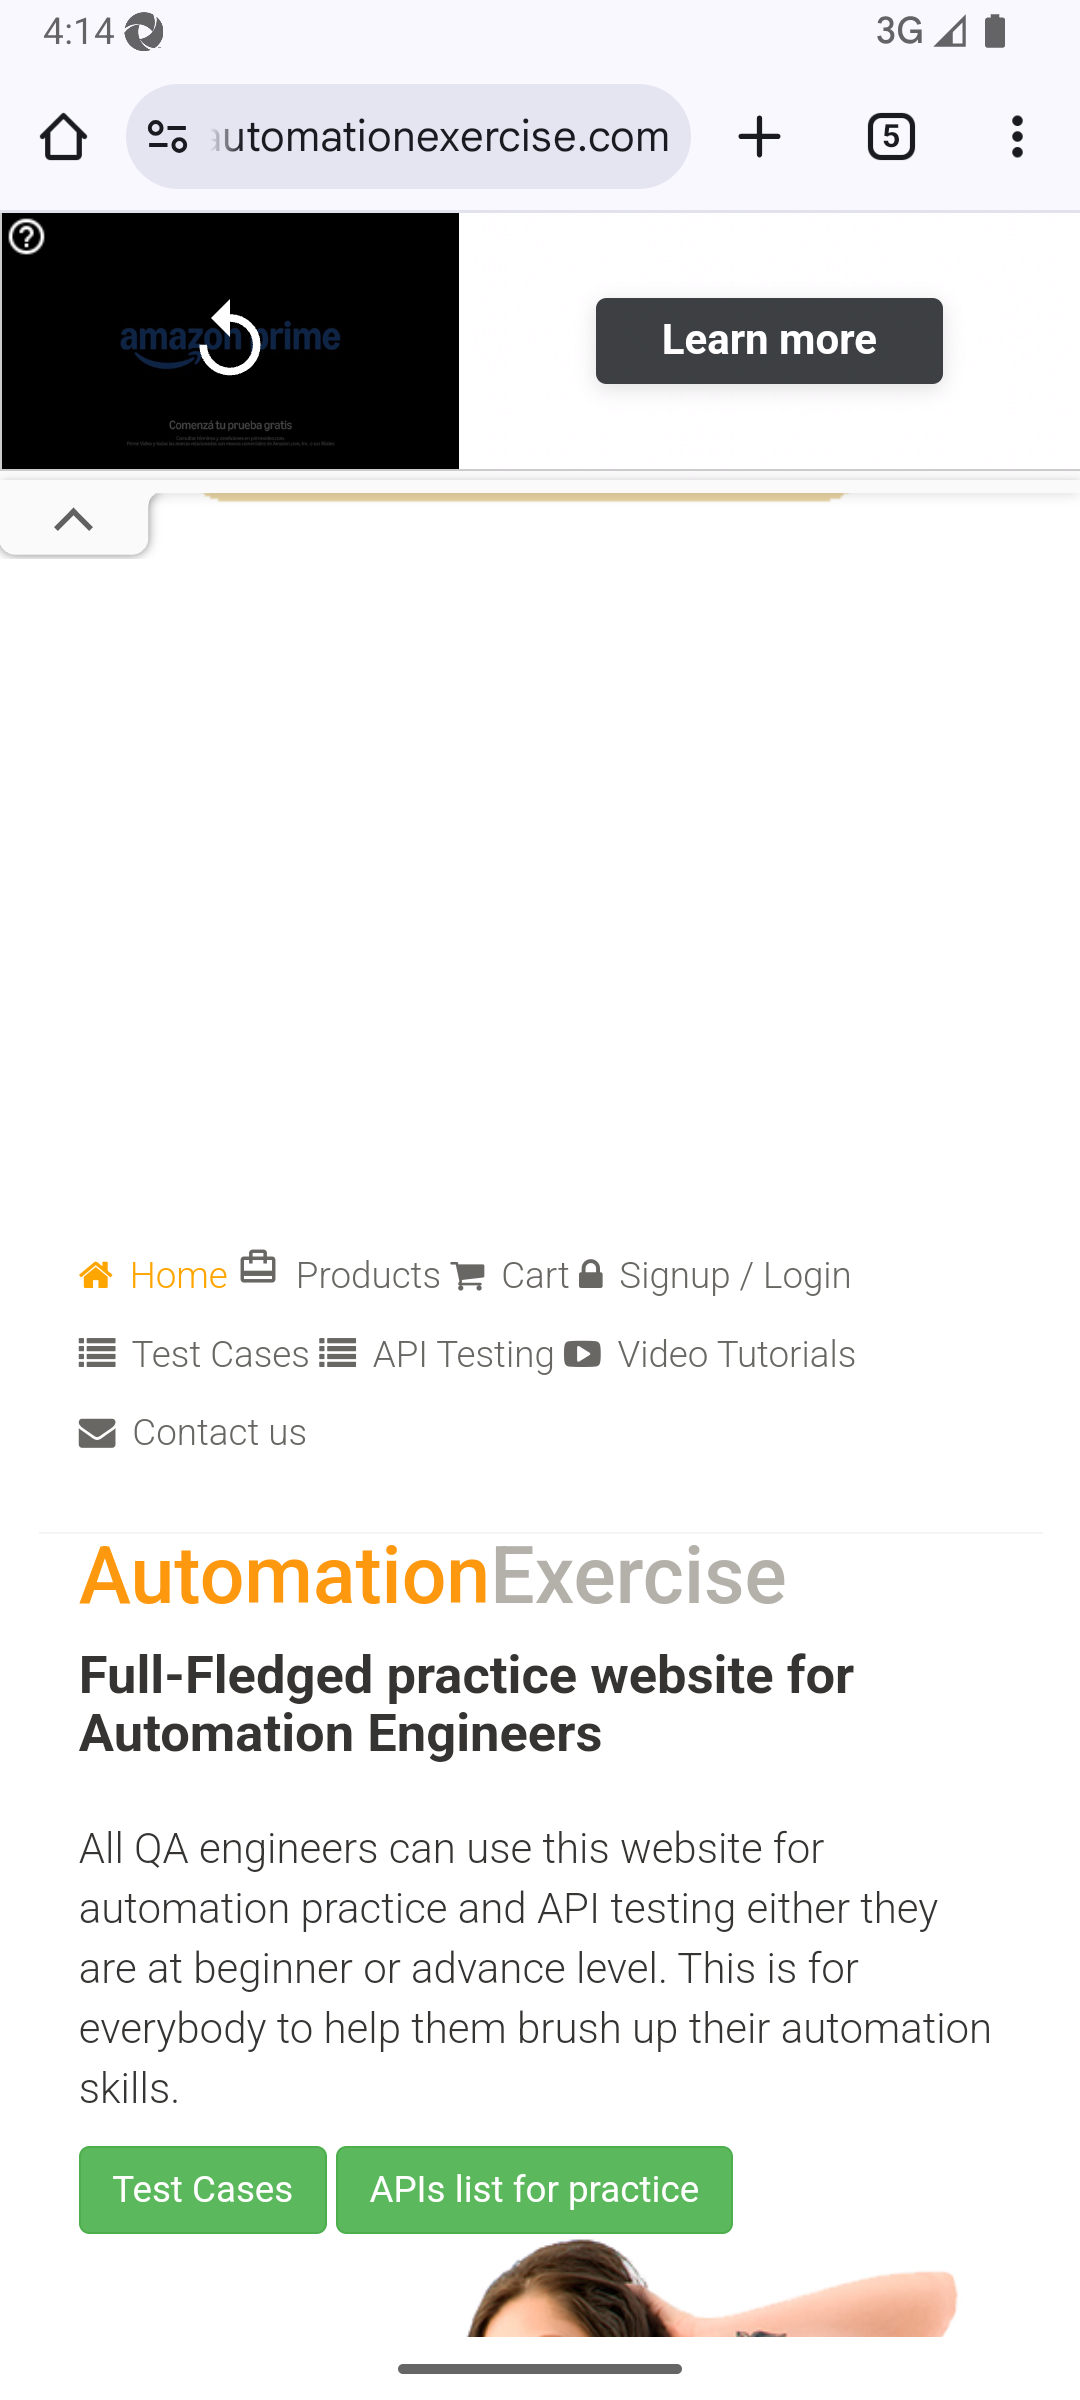 4:14
3G
automationexercise.com
5
amazon prime
Comenzá tu prueba gratis
Learn more
Home Products Cart Signup / Login
Test Cases API Testing Video Tutorials
Contact us
AutomationExercise
Full-Fledged practice website for
Automation Engineers
All QA engineers can use this website for
automation practice and API testing either they
are at beginner or advance level. This is for
everybody to help them brush up their automation
skills.
Test Cases APIs list for practice